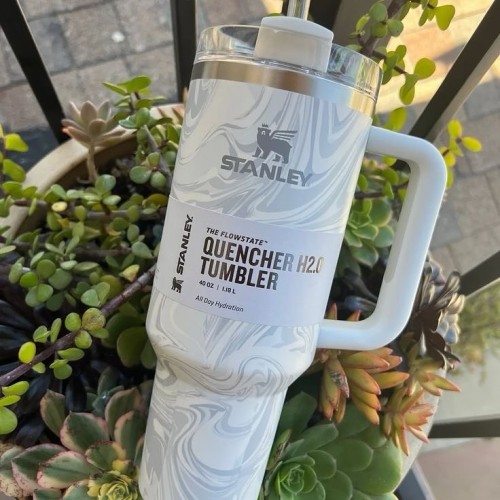 STANLEY
STANLEY
THE FLOWSTATE™
QUENCHER H2.0
TUMBLER
40 OZ | 1.18 L
All Day Hydration